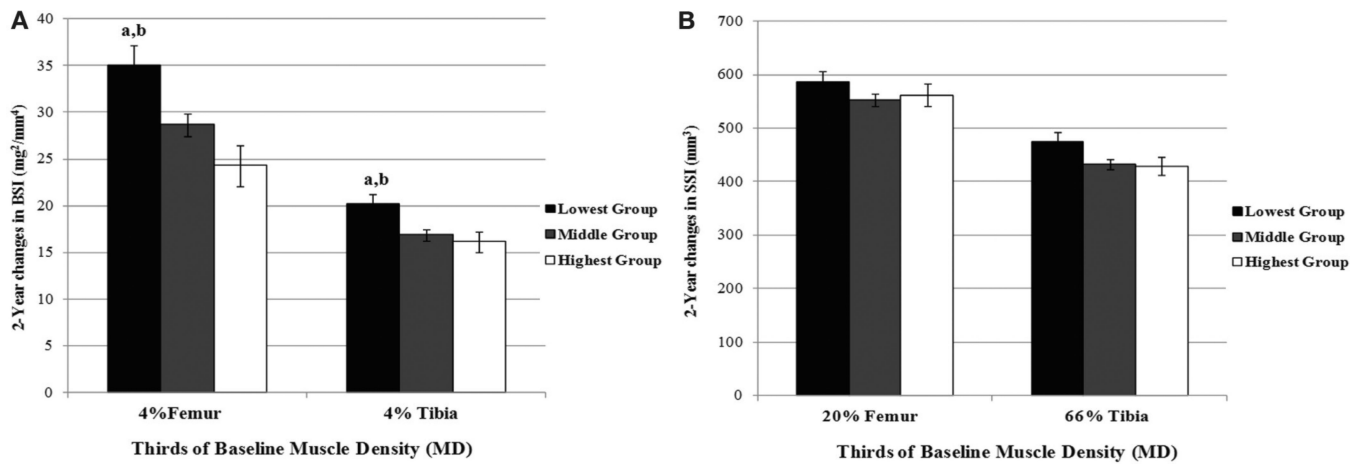 A
2-Year changes in BSI (mg²/mm⁴)
40
35
30
25
20
15
10
5
0
a,b
a,b
4%Femur
4% Tibia
Thirds of Baseline Muscle Density (MD)
Lowest Group
Middle Group
Highest Group
B
2-Year changes in SSI (mm³)
700
600
500
400
300
200
100
0
20% Femur
66% Tibia
Thirds of Baseline Muscle Density (MD)
Lowest Group
Middle Group
Highest Group